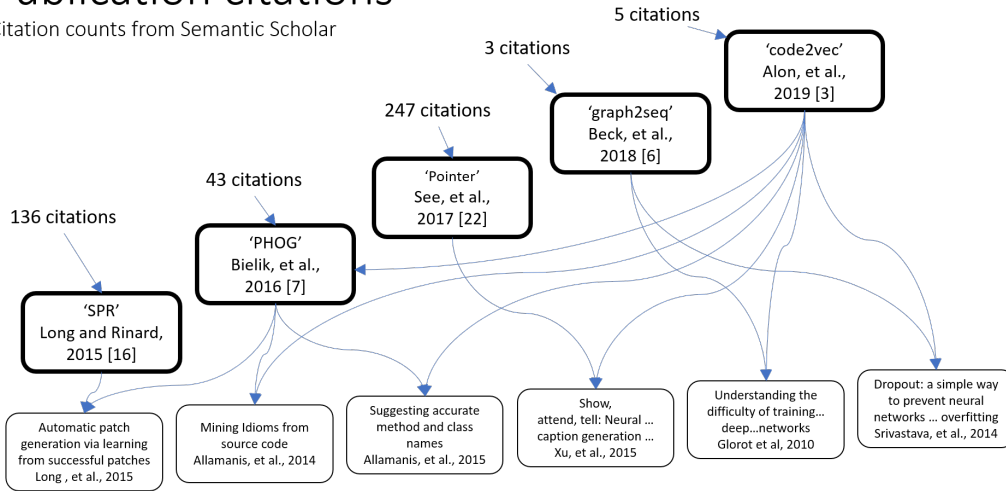 ublication citations
Citation counts from Semantic Scholar
5 citations
3 citations
247 citations
43 citations
136 citations
‘code2vec’
Alon, et al.,
2019 [3]
‘graph2seq’
Beck, et al.,
2018 [6]
‘Pointer’
See, et al.,
2017 [22]
‘PHOG’
Bielik, et al.,
2016 [7]
‘SPR’
Long and Rinard,
2015 [16]
Automatic patch
generation via learning
from successful patches
Long , et al., 2015
Mining Idioms from
source code
Allamanis, et al., 2014
Suggesting accurate
method and class
names
Allamanis, et al., 2015
Show,
attend, tell: Neural ...
caption generation ...
Xu, et al., 2015
Understanding the
difficulty of training...
deep...networks
Glorot et al, 2010
Dropout: a simple way
to prevent neural
networks ... overfitting
Srivastava, et al., 2014